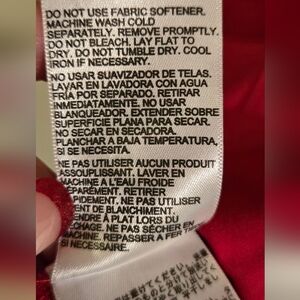 DO NOT USE FABRIC SOFTENER.
MACHINE WASH COLD
SEPARATELY. REMOVE PROMPTLY.
DO NOT BLEACH. LAY FLAT TO
DRY. DO NOT TUMBLE DRY. COOL
IRON IF NECESSARY.
NO USAR SUAVIZADOR DE TELAS.
LAVAR EN LAVADORA CON AGUA
FRÍA POR SEPARADO. RETIRAR
INMEDIATAMENTE. NO USAR
BLANQUEADOR. EXTENDER SOBRE
SUPERFICIE PLANA PARA SECAR,
NO SECAR EN SECADORA.
PLANCHAR A BAJA TEMPERATURA,
SI SE NECESITA.
NE PAS UTILISER AUCUN PRODUIT
ASSOUPLISSANT. LAVER EN
MACHINE A L'EAU FROIDE
SÉPAREMENT. RETIRER
RAPIDEMENT. NE PAS UTILISER
DE BLANCHIMENT.
ÉTENDRE À PLAT LORS DU
NE PAS SÉCHER EN
REPASSER A FER
SI NECESSAIRE.